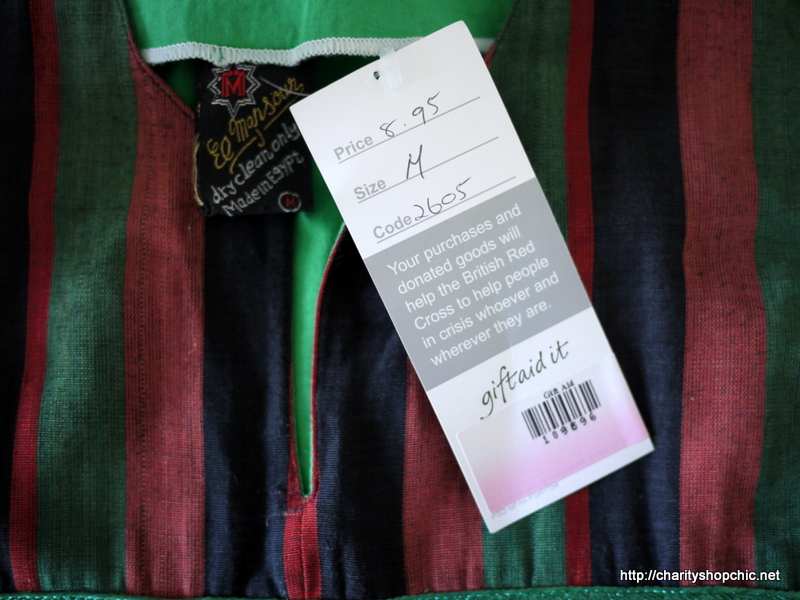 M
El Mansour
dry clean only
Made in Egypt
M
Price 8.95
Size M
Code 2605
Your purchases and
donated goods will
help the British Red
Cross to help people
in crisis whoever and
wherever they are.
giftaid it
Gift Aid
109896
http://charityshopchic.net